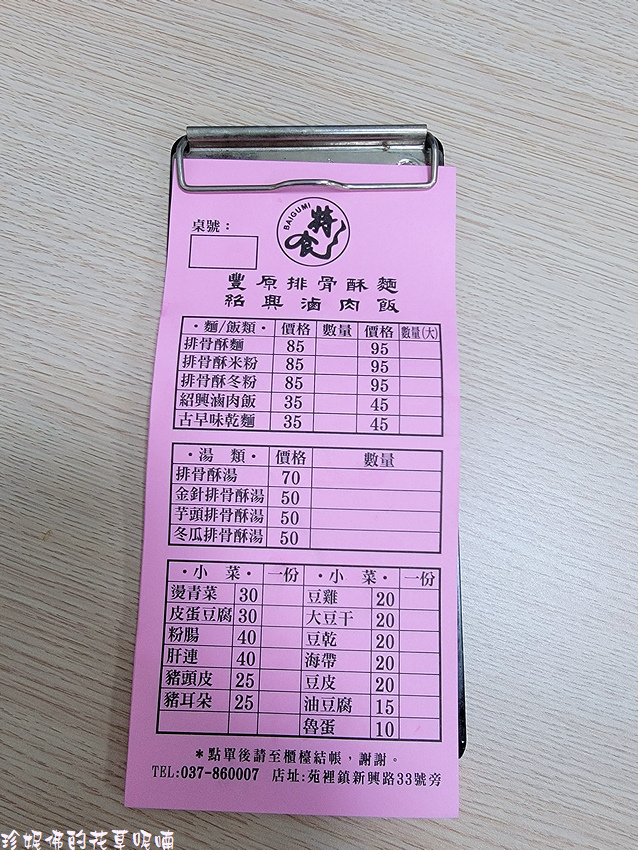 桌號：
BAIGUMI
將食
豐原排骨酥麵
紹興滷肉飯
・麵/飯類・ 價格 數量 價格 數量(大)
排骨酥麵 85 95
排骨酥米粉 85 95
排骨酥冬粉 85 95
紹興滷肉飯 35 45
古早味乾麵 35 45
・湯 類・ 價格 數量
排骨酥湯 70
金針排骨酥湯 50
芋頭排骨酥湯 50
冬瓜排骨酥湯 50
・小 菜・ 一份 ・小 菜・ 一份
燙青菜 30 豆雞 20
皮蛋豆腐 30 大豆干 20
粉腸 40 豆乾 20
肝連 40 海帶 20
豬頭皮 25 豆皮 20
豬耳朵 25 油豆腐 15
魯蛋 10
＊點單後請至櫃檯結帳，謝謝。
TEL:037-860007 店址:苑裡鎮新興路33號旁
珍妮佛的花草呢喃